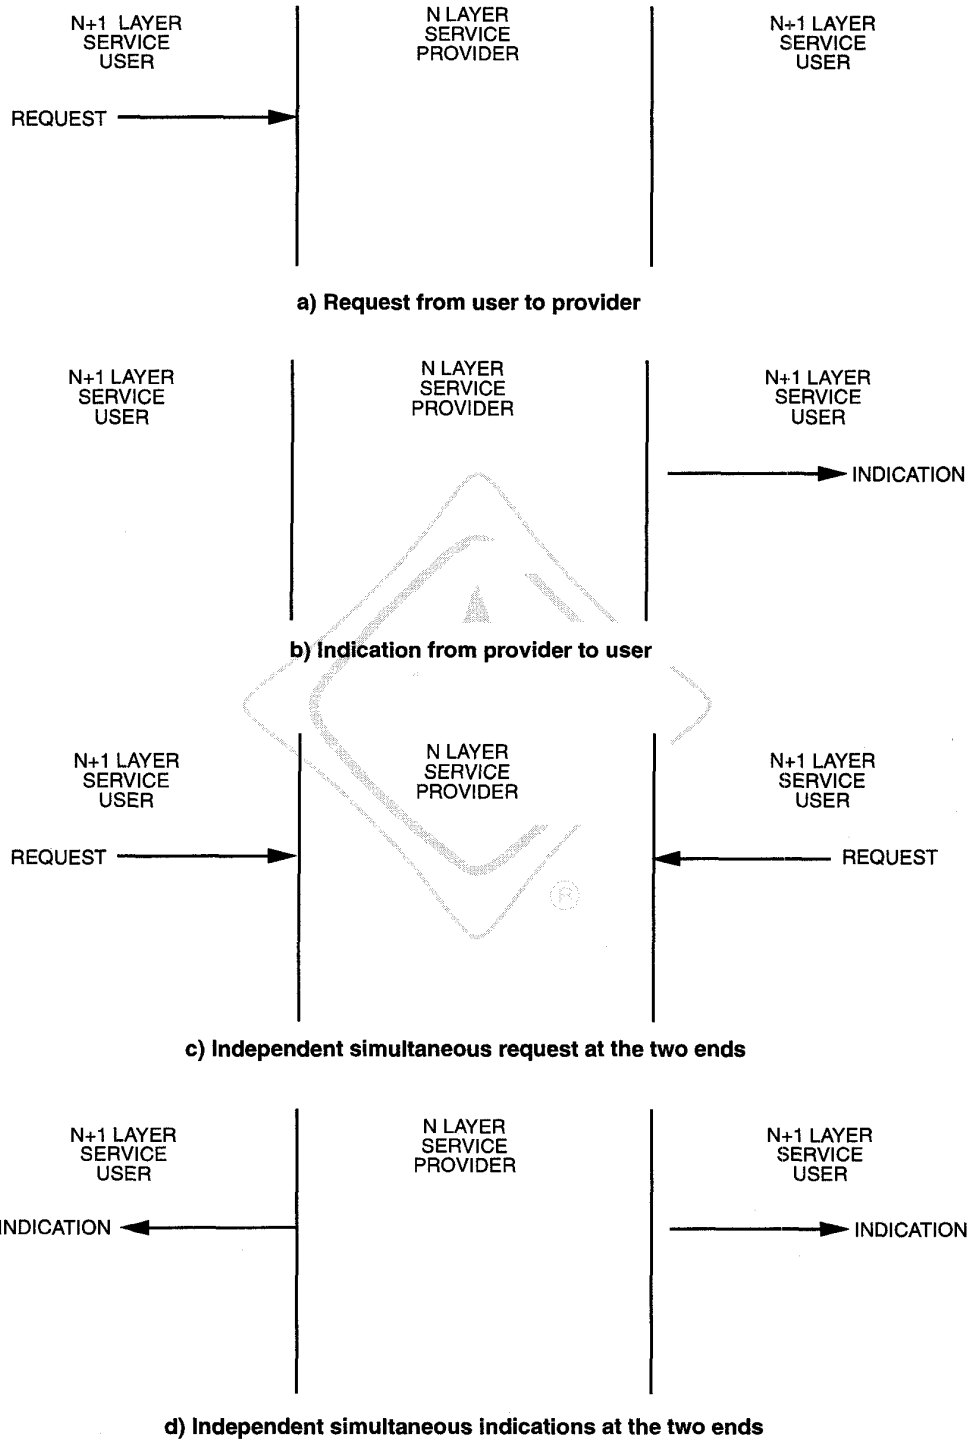 N+1 LAYER
SERVICE
USER
N LAYER
SERVICE
PROVIDER
N+1 LAYER
SERVICE
USER
REQUEST
a) Request from user to provider
N+1 LAYER
SERVICE
USER
N LAYER
SERVICE
PROVIDER
N+1 LAYER
SERVICE
USER
INDICATION
b) Indication from provider to user
N+1 LAYER
SERVICE
USER
N LAYER
SERVICE
PROVIDER
N+1 LAYER
SERVICE
USER
REQUEST
REQUEST
®
c) Independent simultaneous request at the two ends
N+1 LAYER
SERVICE
USER
N LAYER
SERVICE
PROVIDER
N+1 LAYER
SERVICE
USER
INDICATION
INDICATION
d) Independent simultaneous indications at the two ends